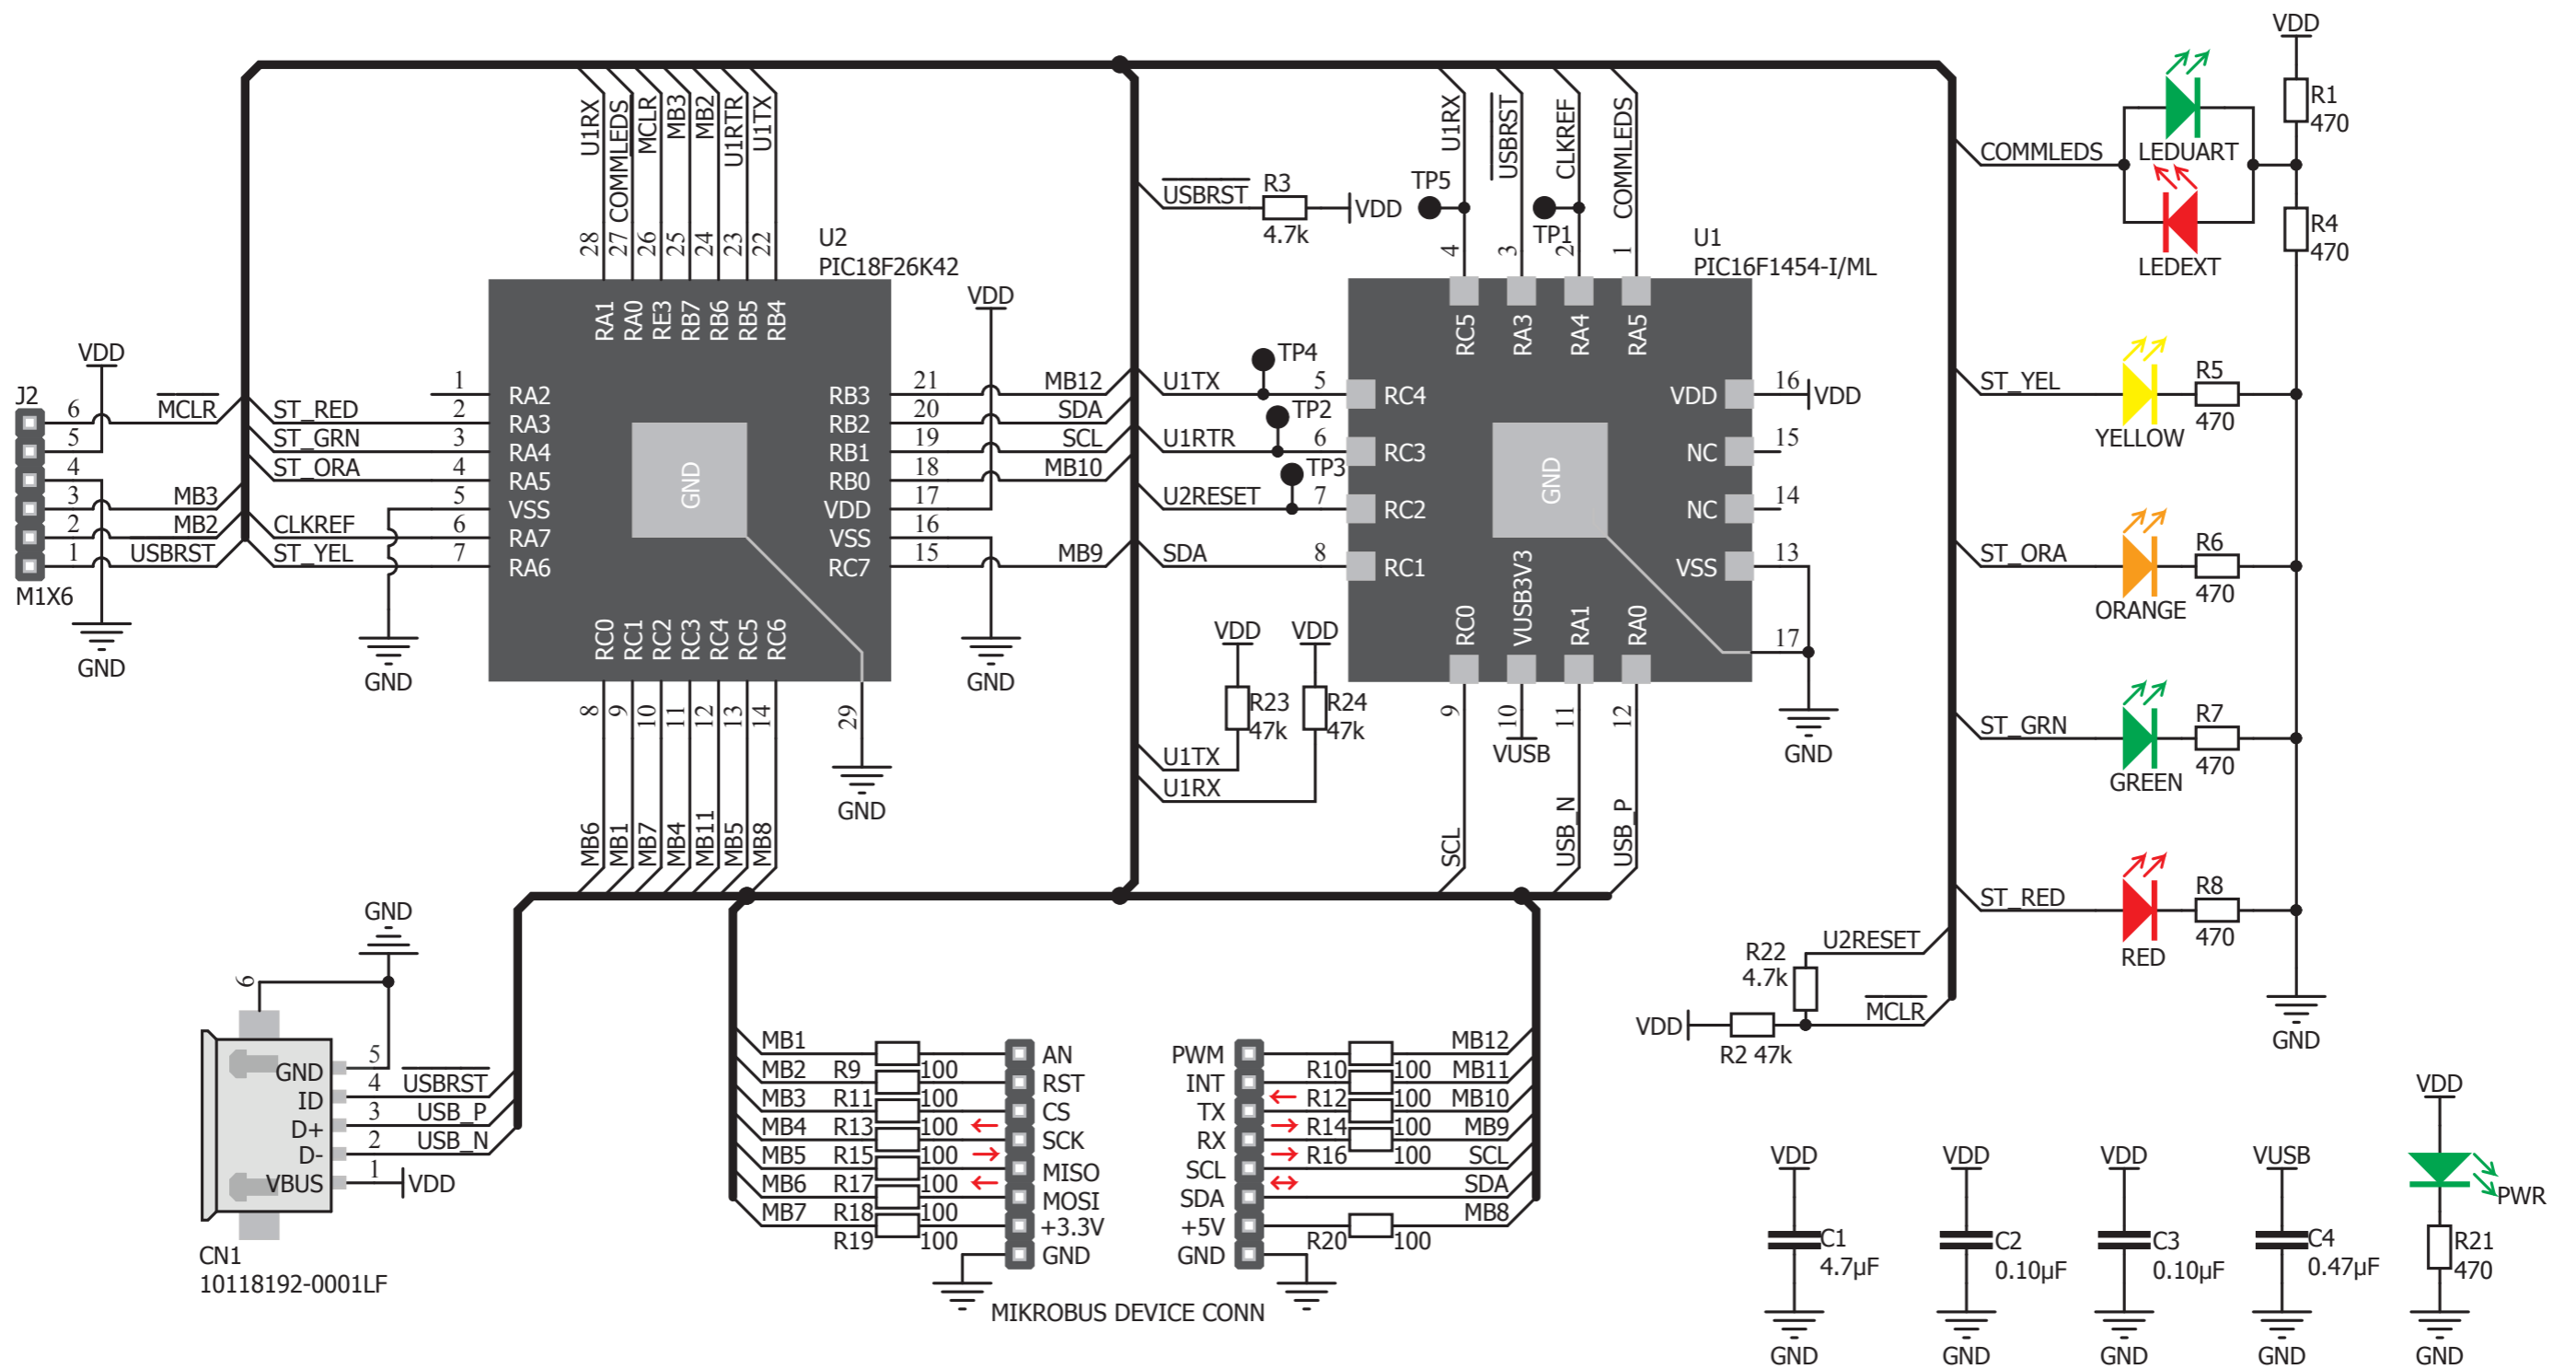 VDD
R1
470
COMMLEDS
LEDUART
LEDEXT
R4
470
U1RX
COMMLEDS
MCLR
MB3
MB2
U1RTR
U1TX
28
27
26
25
24
23
22
U2
PIC18F26K42
RA1
RA0
RE3
RB7
RB6
RB5
RB4
USBRST
R3
4.7k
VDD
U1RX
USBRST
CLKREF
COMMLEDS
TP5
TP1
4
3
2
1
U1
PIC16F1454-I/ML
RC5
RA3
RA4
RA5
VDD
J2
6
5
4
3
2
1
M1X6
GND
MCLR
MB3
MB2
USBRST
ST_RED
ST_GRN
ST_ORA
CLKREF
ST_YEL
GND
1 RA2
2 RA3
3 RA4
4 RA5
5 VSS
6 RA7
7 RA6
GND
VDD
RB3 21 MB12
RB2 20 SDA
RB1 19 SCL
RB0 18 MB10
VDD 17
VSS 16
RC7 15 MB9
GND
RC0
RC1
RC2
RC3
RC4
RC5
RC6
8
9
10
11
12
13
14
29
GND
MB6
MB1
MB7
MB4
MB11
MB5
MB8
U1TX
TP4
5 RC4
U1RTR
TP2
6 RC3
U2RESET
TP3
7 RC2
SDA
8 RC1
GND
VDD 16 VDD
NC 15
NC 14
VSS 13
17
GND
RC0
VUSB3V3
RA1
RA0
9
10
11
12
VUSB
SCL
USB_N
USB_P
VDD
VDD
R23
47k
R24
47k
U1TX
U1RX
ST_YEL
YELLOW
R5
470
ST_ORA
ORANGE
R6
470
ST_GRN
GREEN
R7
470
ST_RED
RED
R8
470
GND
U2RESET
R22
4.7k
MCLR
VDD
R2 47k
GND
6
GND 5
ID 4 USBRST
D+ 3 USB_P
D- 2 USB_N
VBUS 1 VDD
CN1
10118192-0001LF
MB1 AN
MB2 R9 100 RST
MB3 R11 100 CS
MB4 R13 100 SCK
MB5 R15 100 MISO
MB6 R17 100 MOSI
MB7 R18 100 +3.3V
R19 100 GND
PWM MB12
INT R10 100 MB11
TX R12 100 MB10
RX R14 100 MB9
SCL R16 100 SCL
SDA SDA
+5V MB8
GND R20 100
MIKROBUS DEVICE CONN
VDD
C1
4.7µF
GND
VDD
C2
0.10µF
GND
VDD
C3
0.10µF
GND
VUSB
C4
0.47µF
GND
VDD
PWR
R21
470
GND